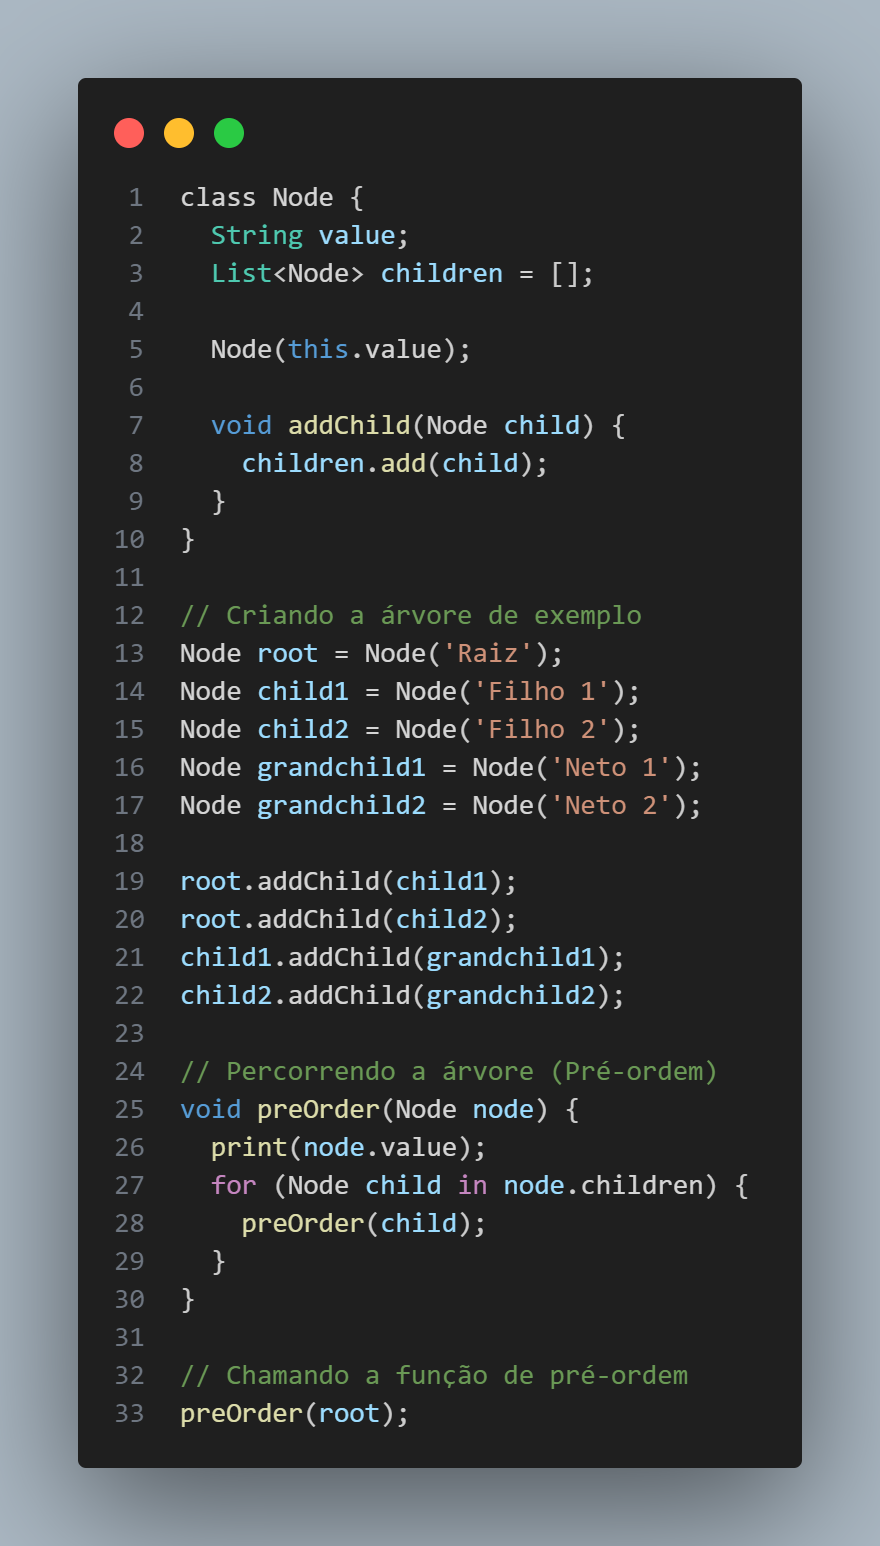 1 class Node {
2   String value;
3   List<Node> children = [];
4
5   Node(this.value);
6
7   void addChild(Node child) {
8     children.add(child);
9   }
10 }
11
12 // Criando a árvore de exemplo
13 Node root = Node('Raiz');
14 Node child1 = Node('Filho 1');
15 Node child2 = Node('Filho 2');
16 Node grandchild1 = Node('Neto 1');
17 Node grandchild2 = Node('Neto 2');
18
19 root.addChild(child1);
20 root.addChild(child2);
21 child1.addChild(grandchild1);
22 child2.addChild(grandchild2);
23
24 // Percorrendo a árvore (Pré-ordem)
25 void preOrder(Node node) {
26   print(node.value);
27   for (Node child in node.children) {
28     preOrder(child);
29   }
30 }
31
32 // Chamando a função de pré-ordem
33 preOrder(root);